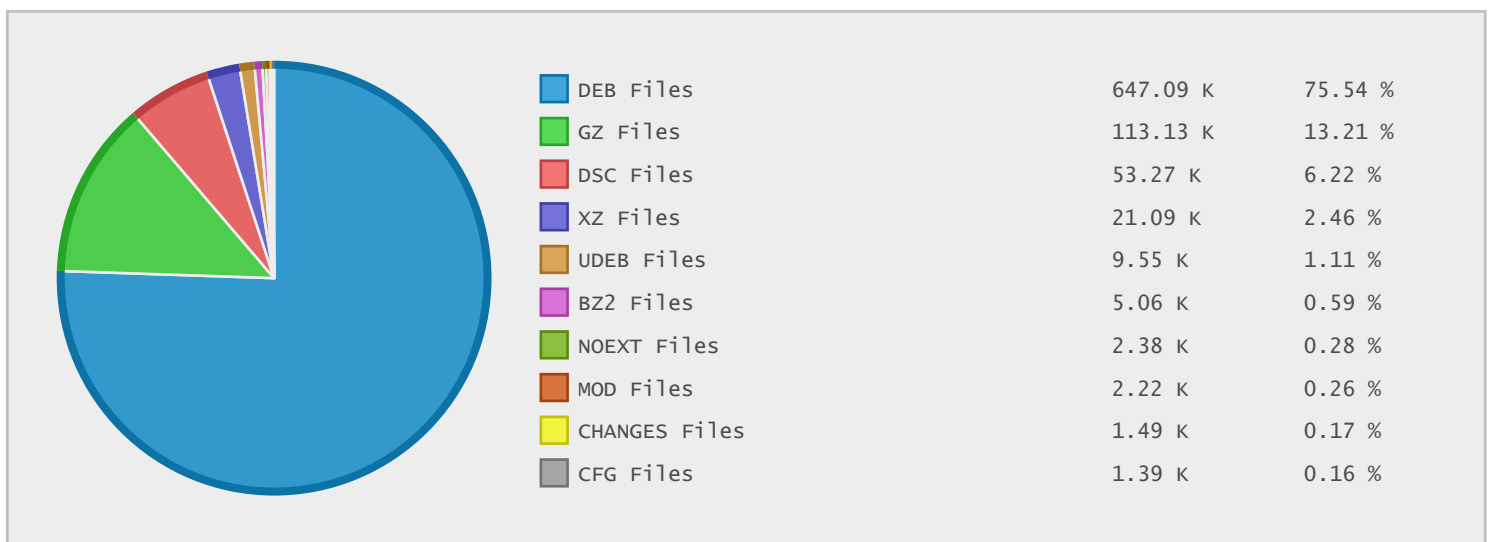 DEB Files 647.09 K 75.54 %
GZ Files 113.13 K 13.21 %
DSC Files 53.27 K 6.22 %
XZ Files 21.09 K 2.46 %
UDEB Files 9.55 K 1.11 %
BZ2 Files 5.06 K 0.59 %
NOEXT Files 2.38 K 0.28 %
MOD Files 2.22 K 0.26 %
CHANGES Files 1.49 K 0.17 %
CFG Files 1.39 K 0.16 %